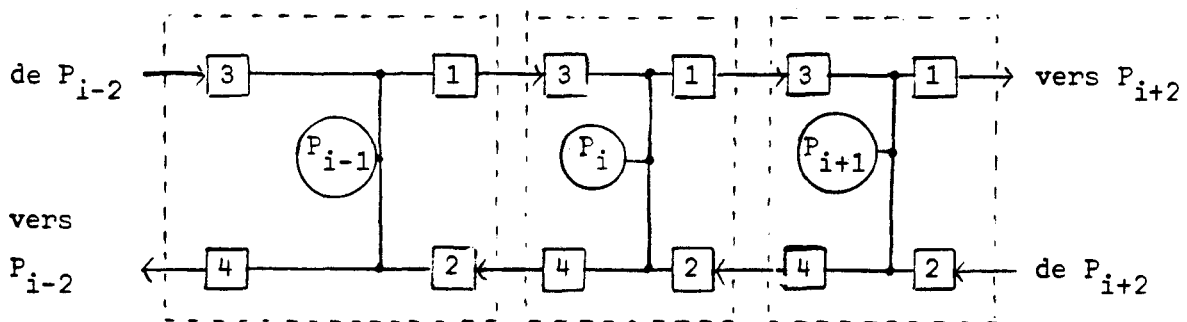 de P_{i-2} 3 1 3 1 3 1 vers P_{i+2}
P_{i-1} P_i P_{i+1}
vers
P_{i-2} 4 2 4 2 4 2 de P_{i+2}